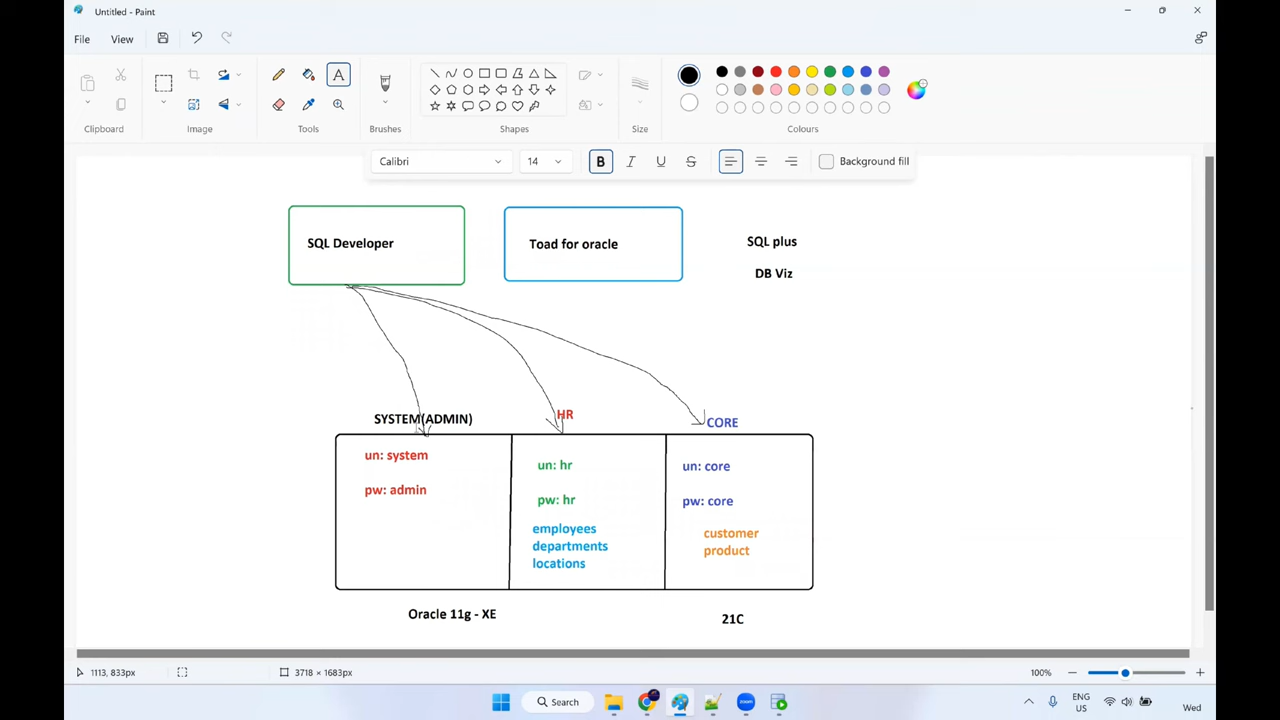 Untitled - Paint
File
View
Clipboard
Image
Tools
Brushes
Shapes
Size
Colours
A
Calibri
14
B
I
U
S
Background fill
SQL Developer
Toad for oracle
SQL plus
DB Viz
SYSTEM(ADMIN)
HR
CORE
un: system
pw: admin
un: hr
pw: hr
employees
departments
locations
un: core
pw: core
customer
product
Oracle 11g - XE
21C
1113, 833px
3718 × 1683px
100%
Search
zoom
ENG
US
Wed